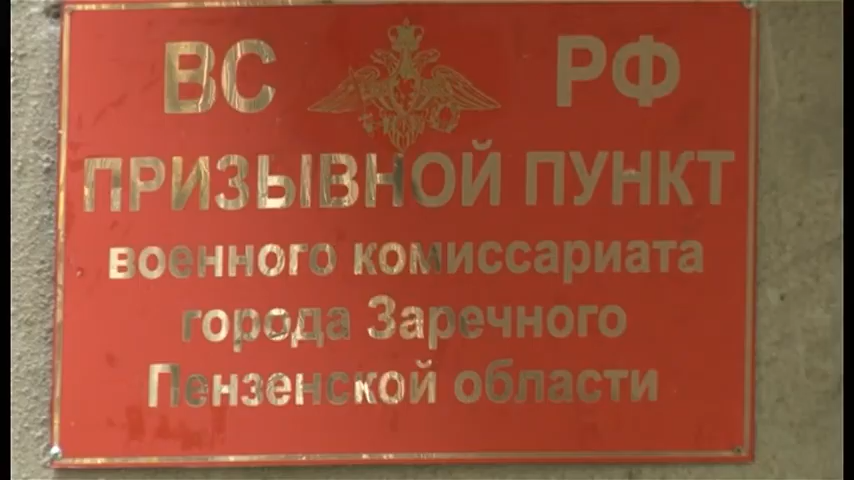 ВС РФ
ПРИЗЫВНОЙ ПУНКТ
военного комиссариата
города Заречного
Пензенской области